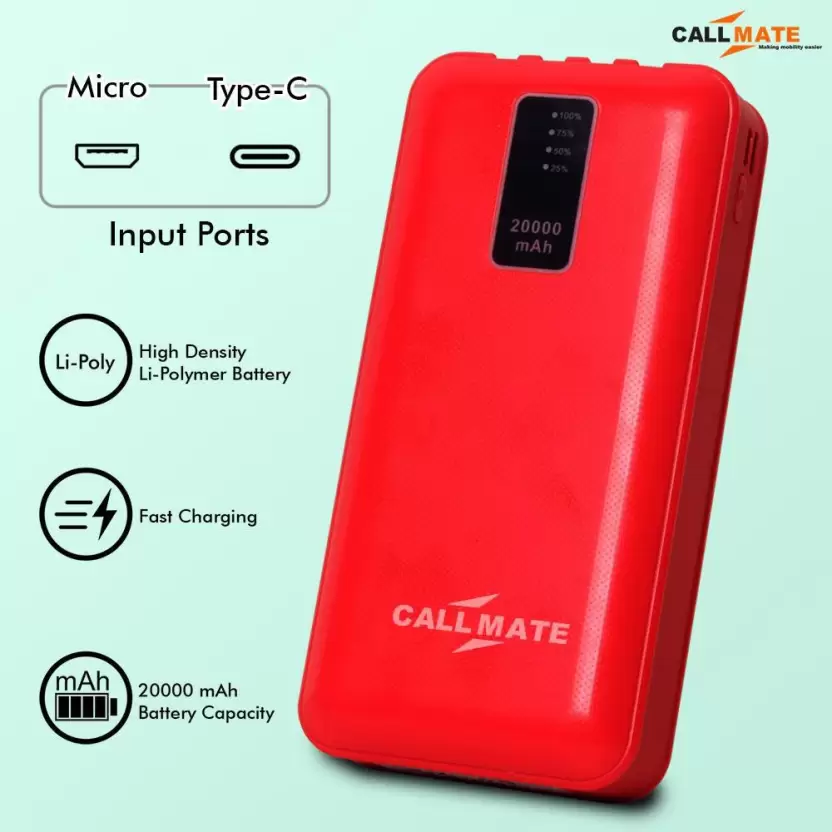 CALLMATE
Making mobility easier
Micro Type-C
Input Ports
100%
75%
50%
25%
20000
mAh
Li-Poly
High Density
Li-Polymer Battery
Fast Charging
mAh
20000 mAh
Battery Capacity
CALLMATE